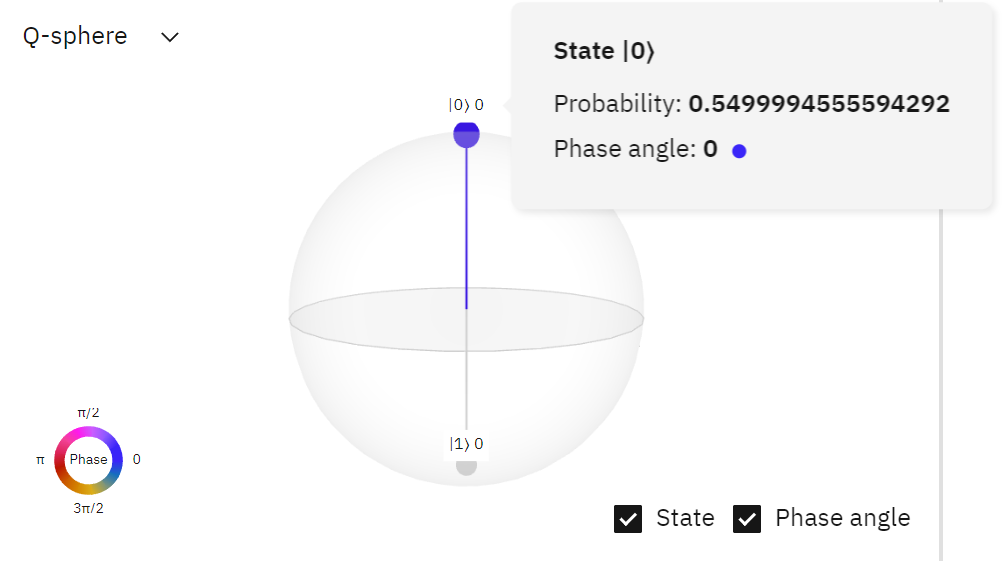 Q-sphere
State |0⟩
Probability: 0.5499994555594292
Phase angle: 0
|0⟩ 0
|1⟩ 0
π/2
π
Phase
0
3π/2
State
Phase angle